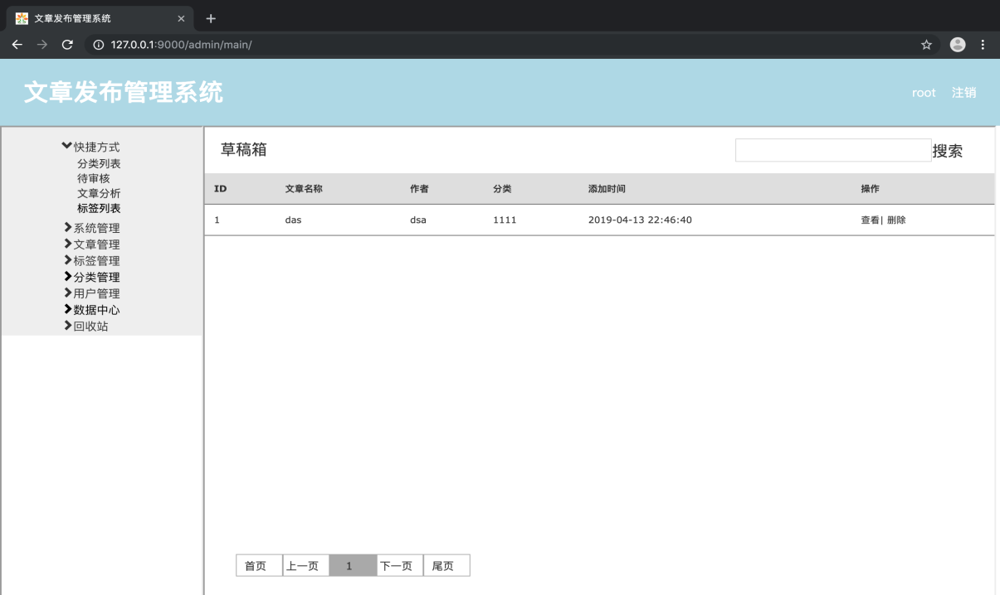 文章发布管理系统
127.0.0.1:9000/admin/main/
文章发布管理系统
root 注销
快捷方式
分类列表
待审核
文章分析
标签列表
系统管理
文章管理
标签管理
分类管理
用户管理
数据中心
回收站
草稿箱 搜索
ID 文章名称 作者 分类 添加时间 操作
1 das dsa 1111 2019-04-13 22:46:40 查看| 删除
首页 上一页 1 下一页 尾页